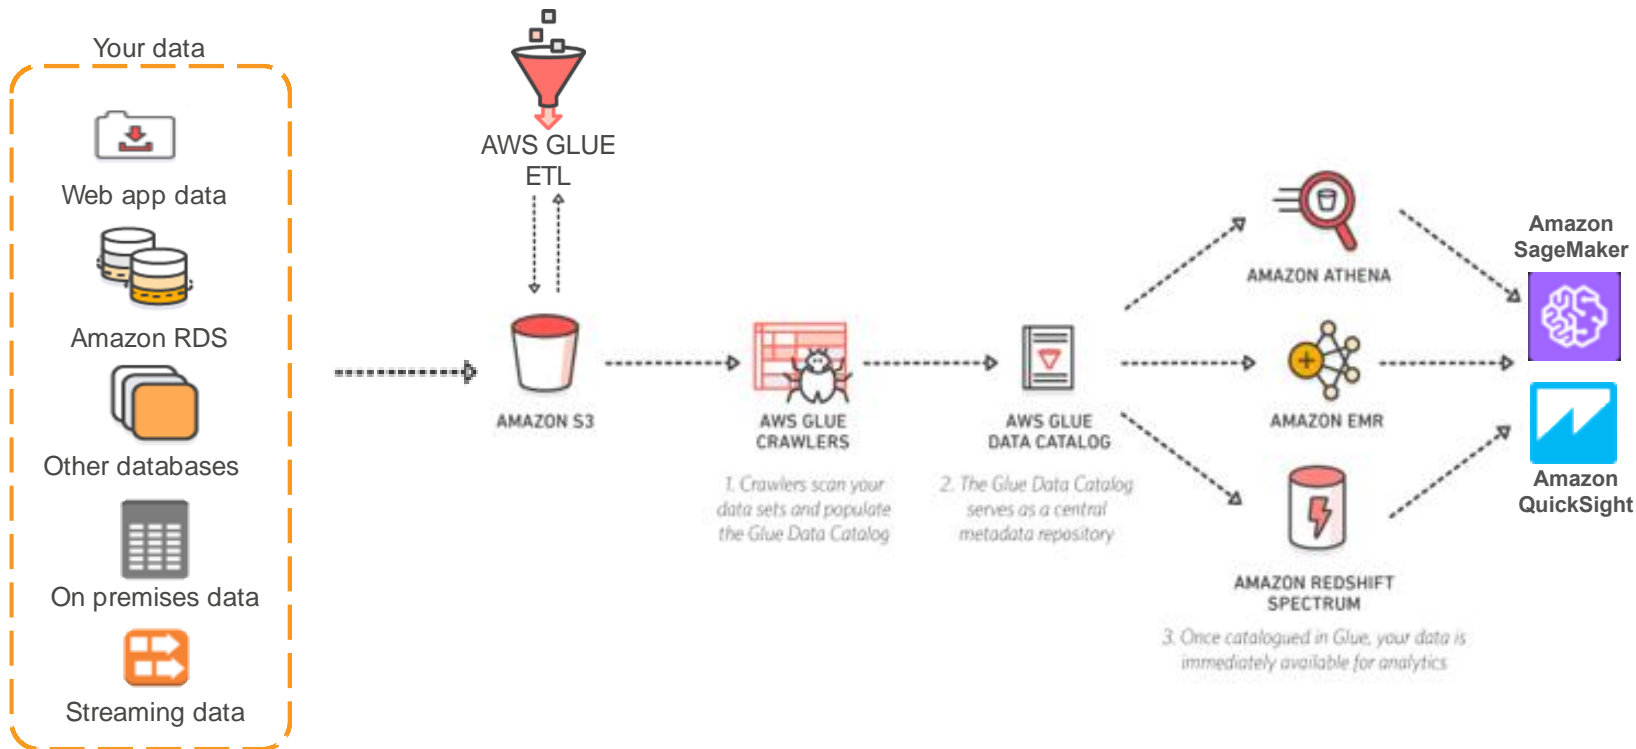 Your data
Web app data
Amazon RDS
Other databases
On premises data
Streaming data
AWS GLUE
ETL
AMAZON S3
AWS GLUE
CRAWLERS
1. Crawlers scan your
data sets and populate
the Glue Data Catalog
AWS GLUE
DATA CATALOG
2. The Glue Data Catalog
serves as a central
metadata repository
AMAZON ATHENA
AMAZON EMR
AMAZON REDSHIFT
SPECTRUM
3. Once catalogued in Glue, your data is
immediately available for analytics
Amazon
SageMaker
Amazon
QuickSight